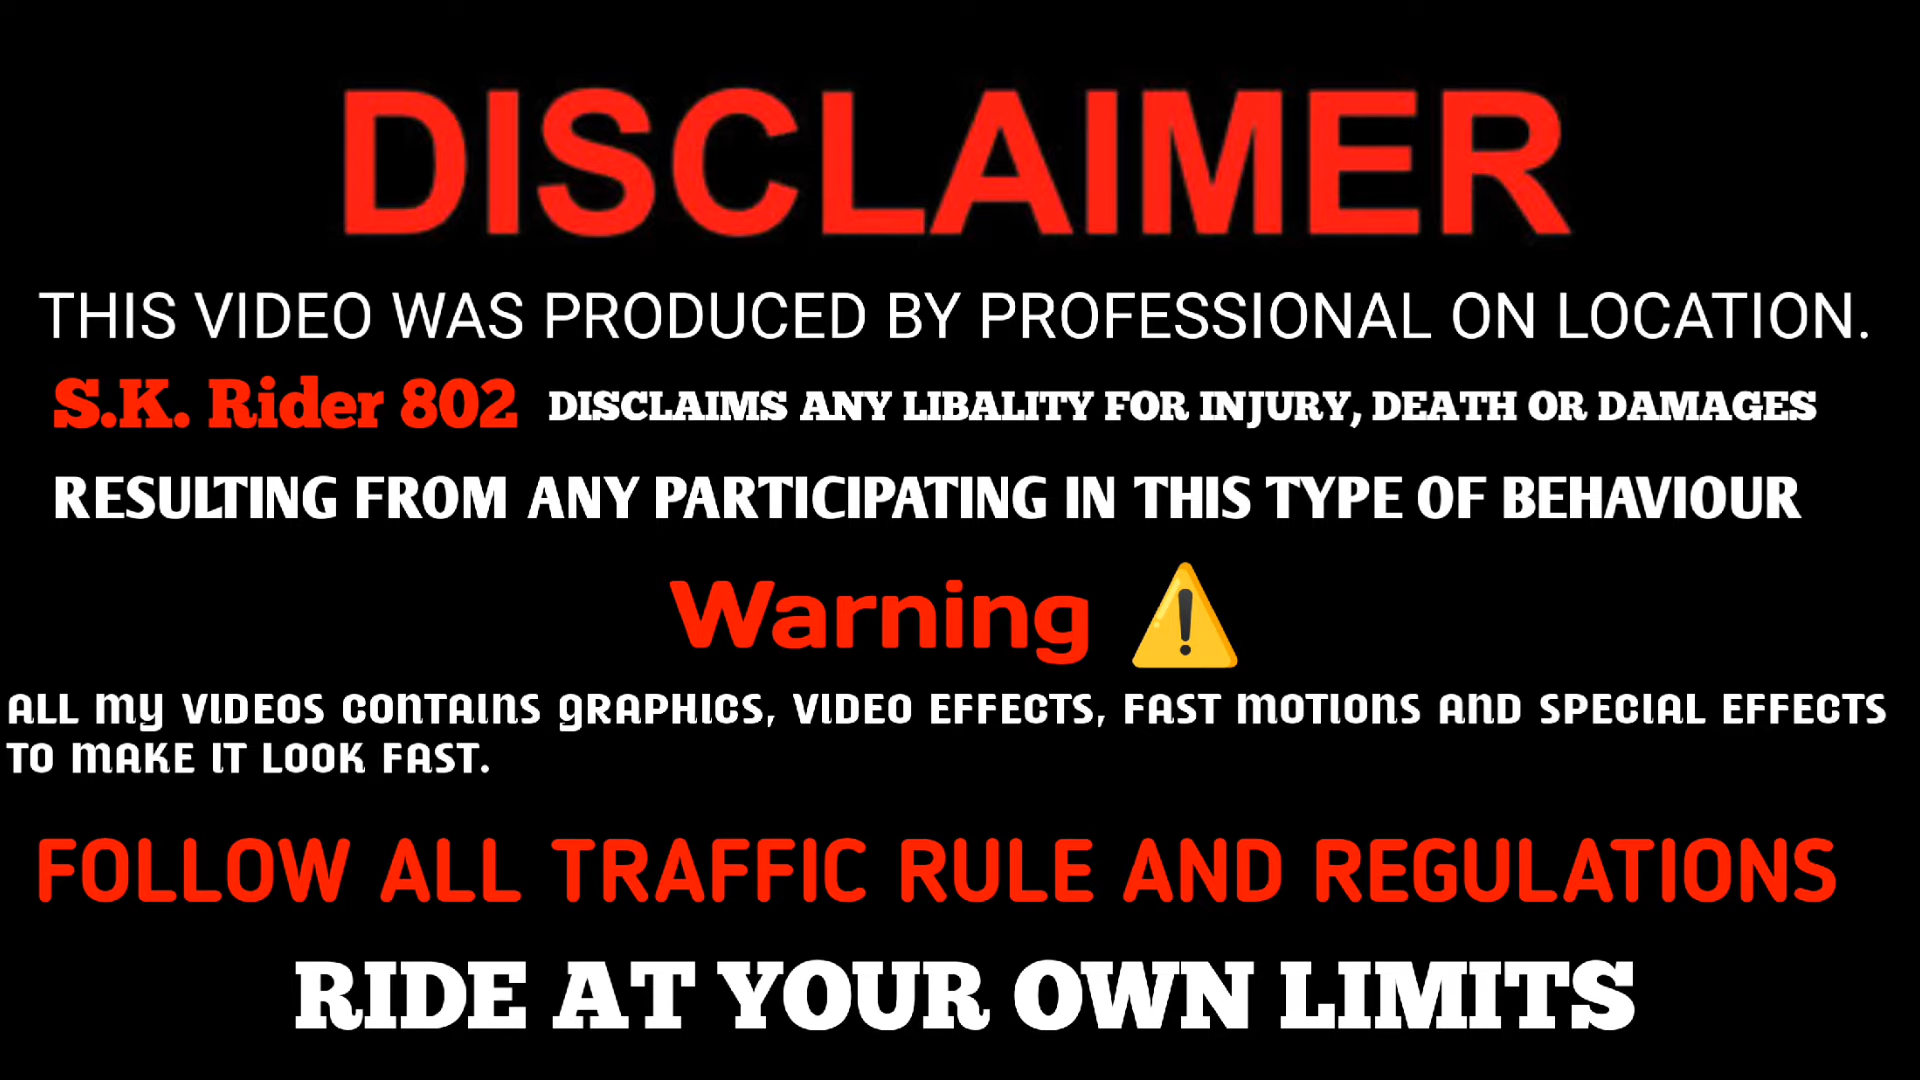 DISCLAIMER
THIS VIDEO WAS PRODUCED BY PROFESSIONAL ON LOCATION.
S.K. Rider 802 DISCLAIMS ANY LIBALITY FOR INJURY, DEATH OR DAMAGES
RESULTING FROM ANY PARTICIPATING IN THIS TYPE OF BEHAVIOUR
Warning ⚠️
ALL MY VIDEOS CONTAINS GRAPHICS, VIDEO EFFECTS, FAST MOTIONS AND SPECIAL EFFECTS
TO MAKE IT LOOK FAST.
FOLLOW ALL TRAFFIC RULE AND REGULATIONS
RIDE AT YOUR OWN LIMITS